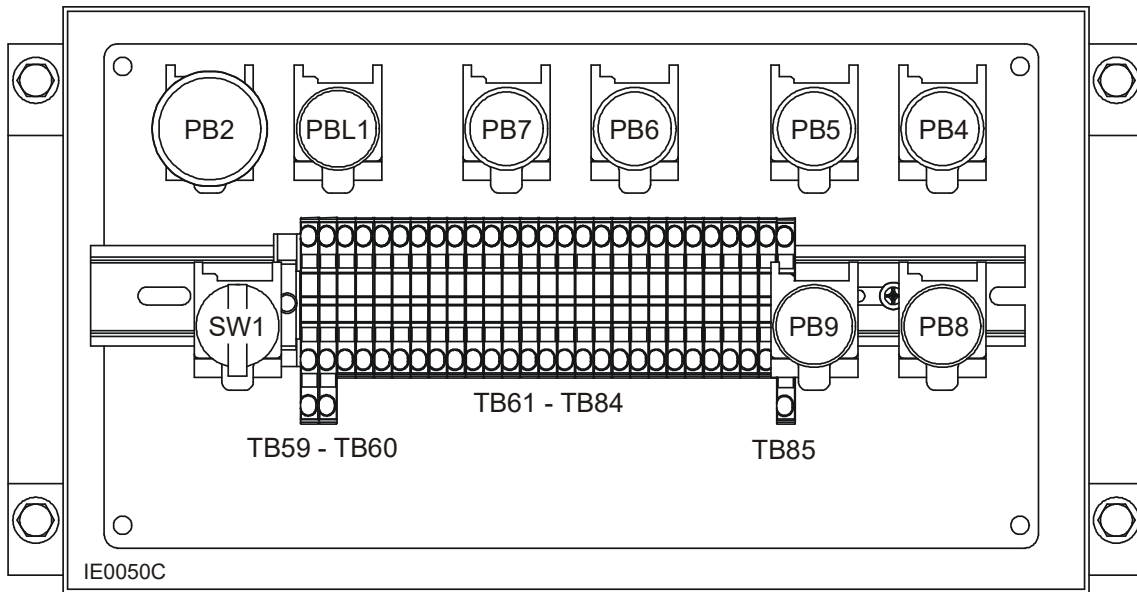 PB2 PBL1 PB7 PB6 PB5 PB4
SW1 PB9 PB8
TB61 - TB84
TB59 - TB60 TB85
IE0050C